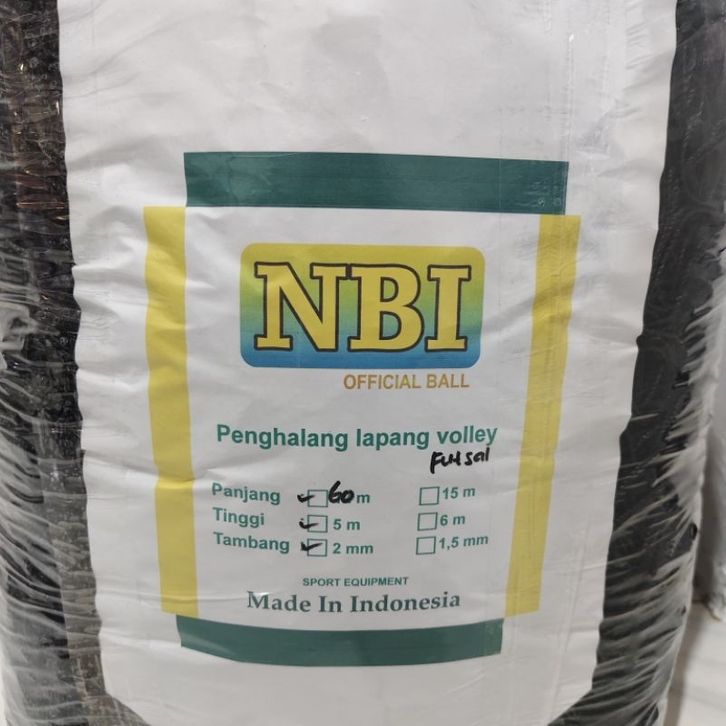 NBI
OFFICIAL BALL
Penghalang lapang volley
Futsal
Panjang 60 m 15 m
Tinggi 5 m 6 m
Tambang 2 mm 1,5 mm
SPORT EQUIPMENT
Made In Indonesia